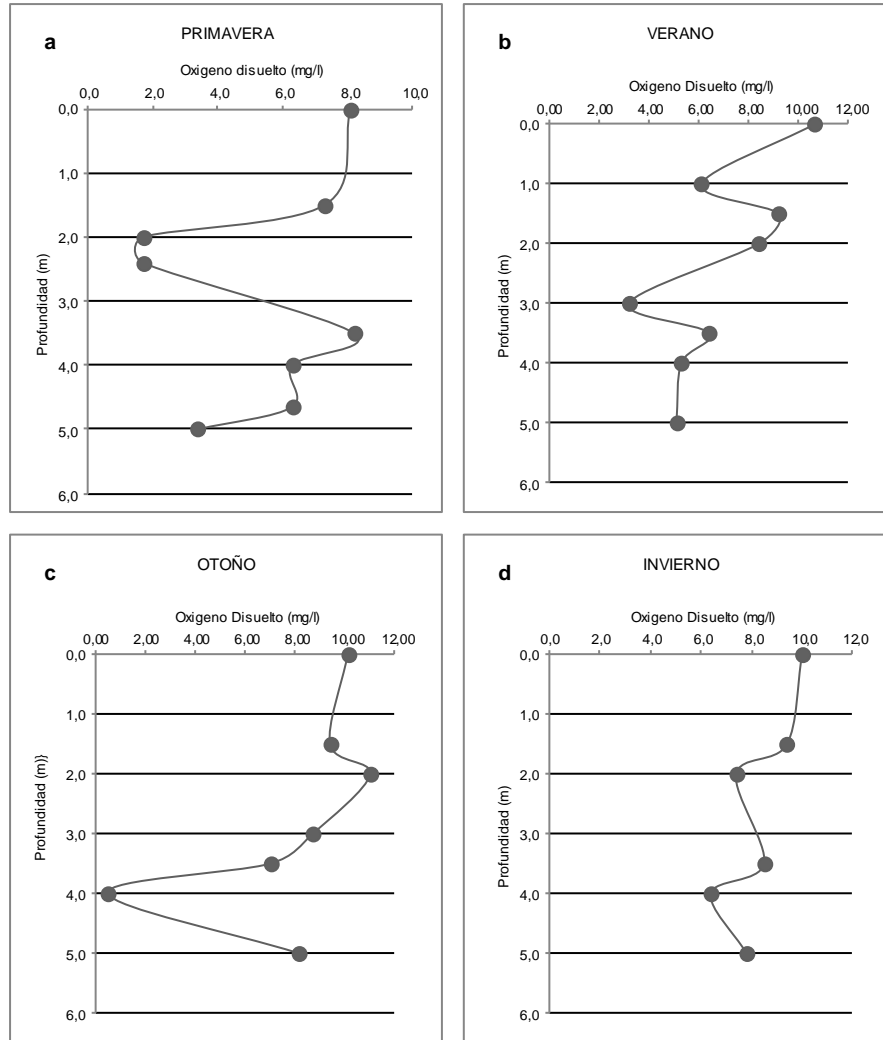 a
PRIMAVERA
Oxigeno disuelto (mg/l)
0,0 2,0 4,0 6,0 8,0 10,0
0,0
1,0
2,0
3,0
4,0
5,0
6,0
Profundidad (m)
b
VERANO
Oxigeno Disuelto (mg/l)
0,00 2,00 4,00 6,00 8,00 10,00 12,00
0,0
1,0
2,0
3,0
4,0
5,0
6,0
Profundidad (m)
c
OTOÑO
Oxigeno Disuelto (mg/l)
0,00 2,00 4,00 6,00 8,00 10,00 12,00
0,0
1,0
2,0
3,0
4,0
5,0
6,0
Profundidad (m)}
d
INVIERNO
Oxigeno Disuelto (mg/l)
0,0 2,0 4,0 6,0 8,0 10,0 12,0
0,0
1,0
2,0
3,0
4,0
5,0
6,0
Profundidad (m)